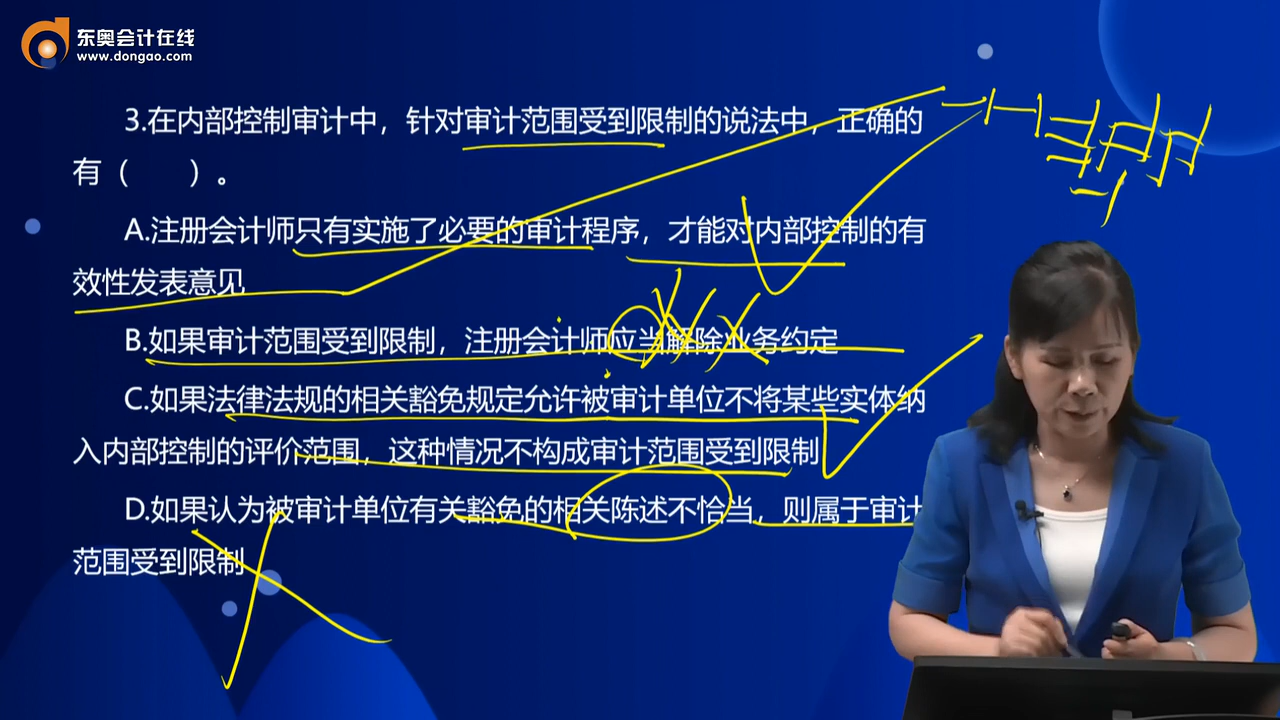 东奥会计在线
www.dongao.com
3.在内部控制审计中，针对审计范围受到限制的说法中，正确的
有（　　）。
A.注册会计师只有实施了必要的审计程序，才能对内部控制的有
效性发表意见
B.如果审计范围受到限制，注册会计师应当解除业务约定
C.如果法律法规的相关豁免规定允许被审计单位不将某些实体纳
入内部控制的评价范围，这种情况不构成审计范围受到限制
D.如果认为被审计单位有关豁免的相关陈述不恰当，则属于审计
范围受到限制